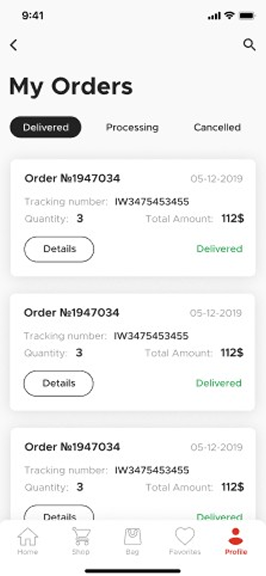 9:41
My Orders
Delivered Processing Cancelled
Order №1947034 05-12-2019
Tracking number: IW3475453455
Quantity: 3 Total Amount: 112$
Details Delivered
Order №1947034 05-12-2019
Tracking number: IW3475453455
Quantity: 3 Total Amount: 112$
Details Delivered
Order №1947034 05-12-2019
Tracking number: IW3475453455
Quantity: 3 Total Amount: 112$
Details Delivered
Home Shop Bag Favorites Profile